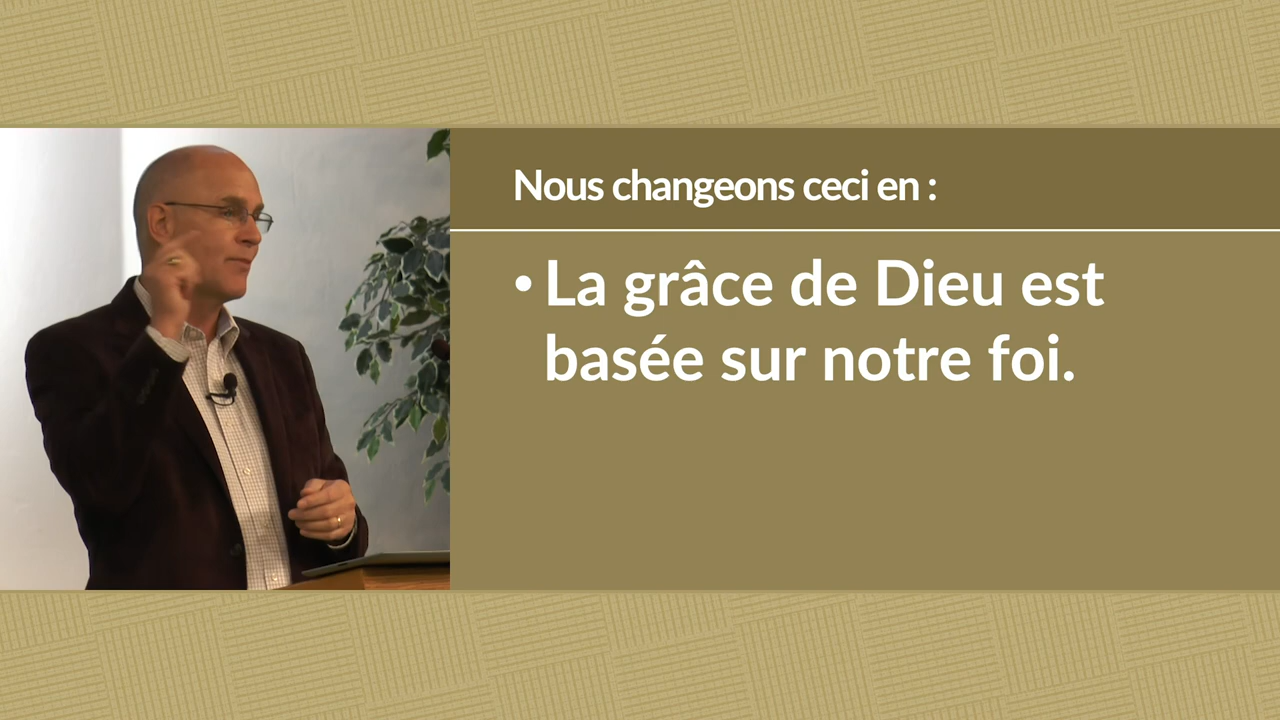 Nous changeons ceci en :
• La grâce de Dieu est
basée sur notre foi.